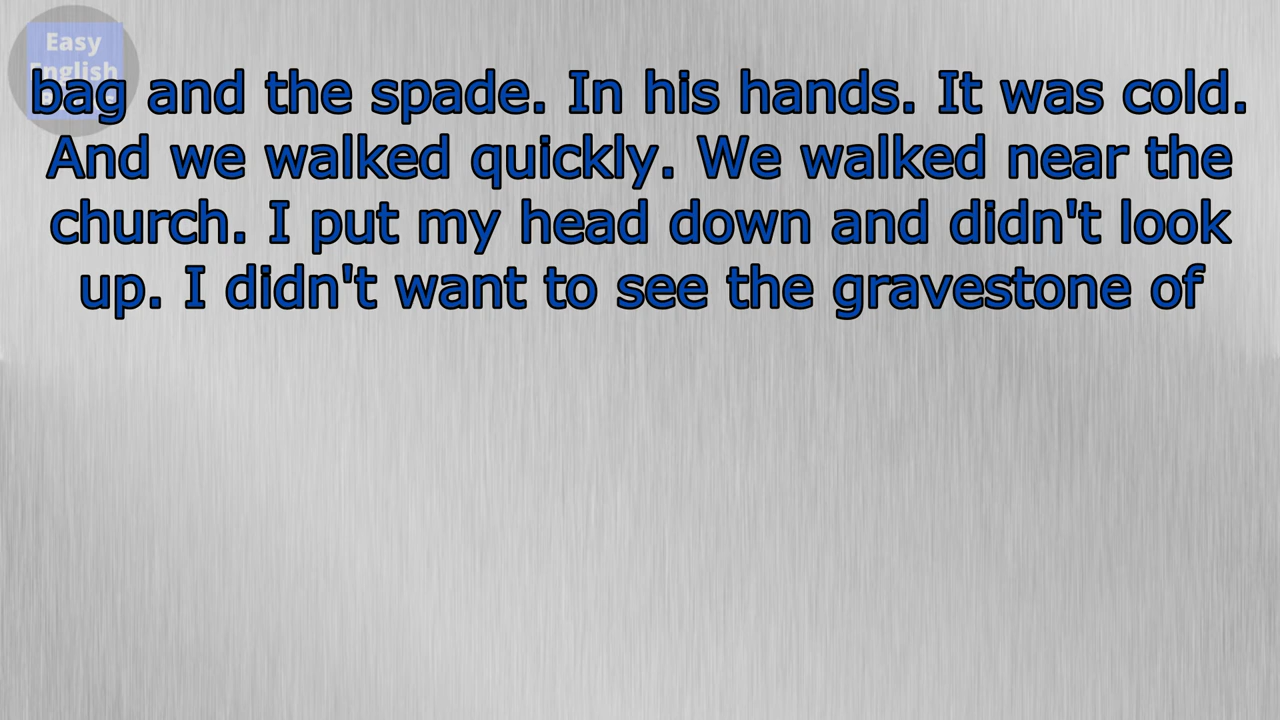 Easy
English
bag and the spade. In his hands. It was cold.
And we walked quickly. We walked near the
church. I put my head down and didn't look
up. I didn't want to see the gravestone of